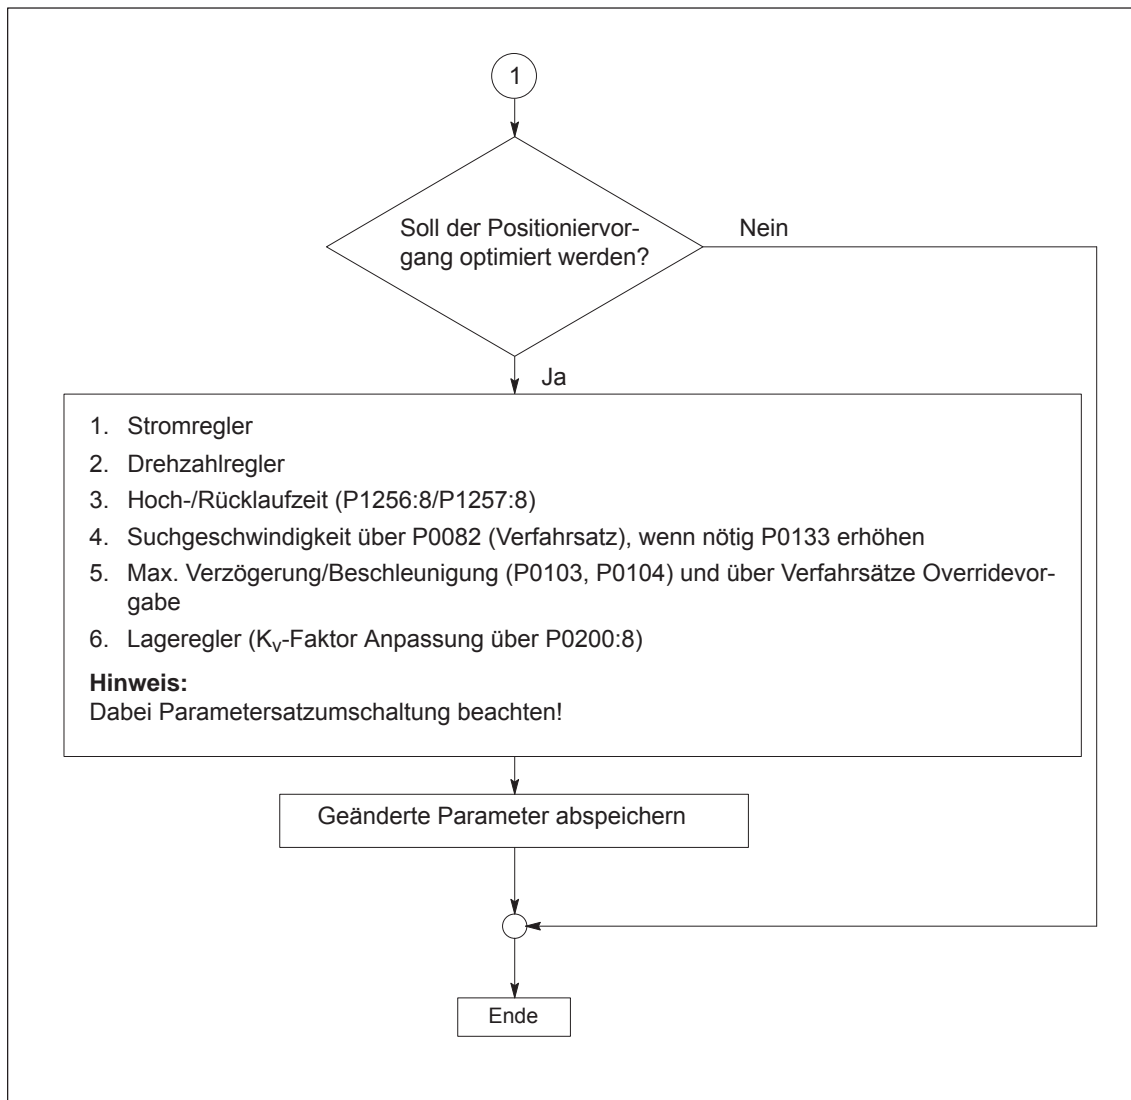 1
Soll der Positioniervor-
gang optimiert werden?
Nein
Ja
1. Stromregler
2. Drehzahlregler
3. Hoch-/Rücklaufzeit (P1256:8/P1257:8)
4. Suchgeschwindigkeit über P0082 (Verfahrsatz), wenn nötig P0133 erhöhen
5. Max. Verzögerung/Beschleunigung (P0103, P0104) und über Verfahrsätze Overridevor-
gabe
6. Lageregler (Kv-Faktor Anpassung über P0200:8)
Hinweis:
Dabei Parametersatzumschaltung beachten!
Geänderte Parameter abspeichern
Ende